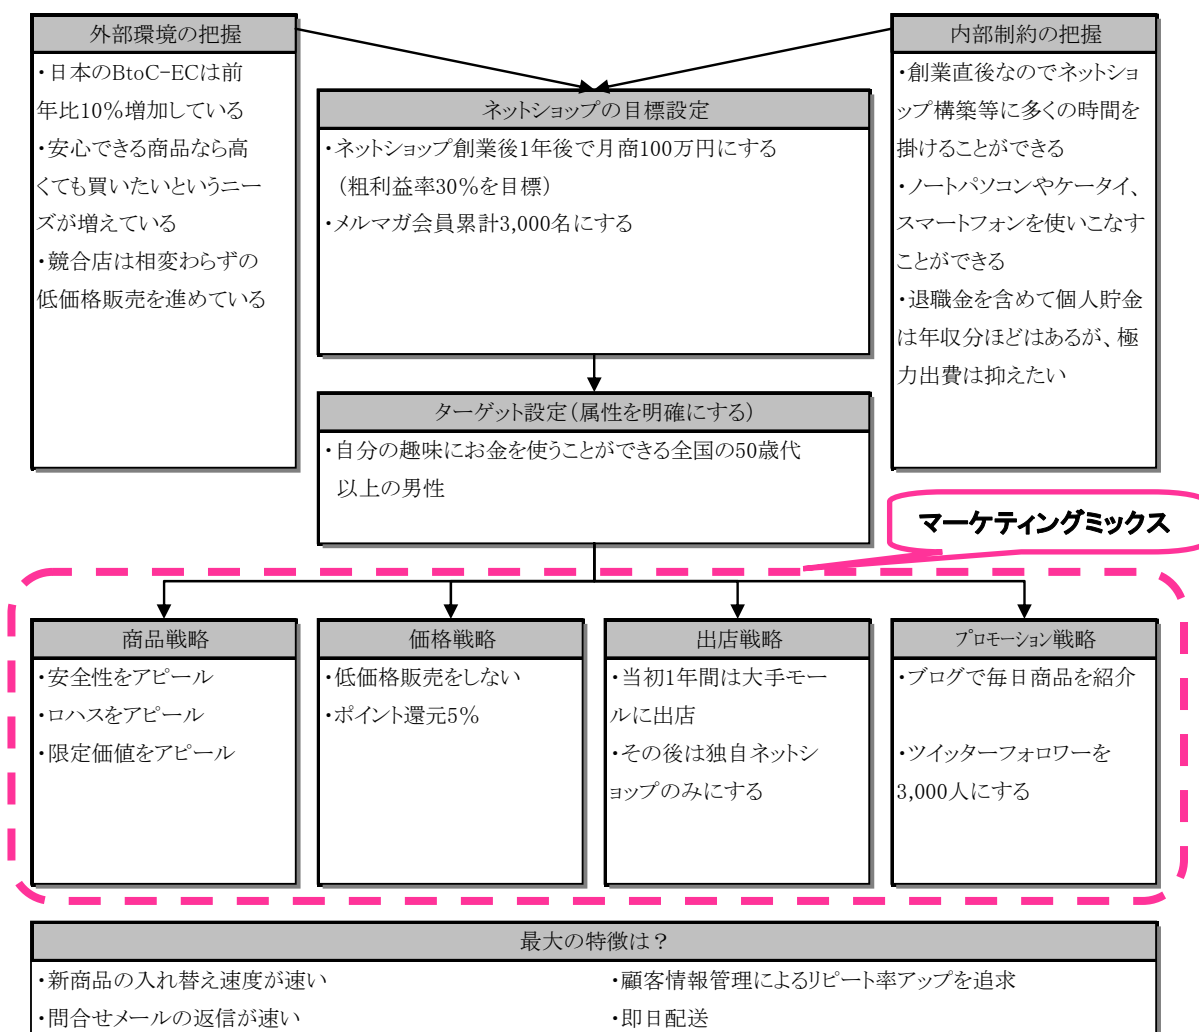 外部環境の把握
・日本のBtoC-ECは前
年比10％増加している
・安心できる商品なら高
くても買いたいというニー
ズが増えている
・競合店は相変わらずの
低価格販売を進めている
ネットショップの目標設定
・ネットショップ創業後1年後で月商100万円にする
（粗利益率30％を目標）
・メルマガ会員累計3,000名にする
内部制約の把握
・創業直後なのでネットショ
ップ構築等に多くの時間を
掛けることができる
・ノートパソコンやケータイ、
スマートフォンを使いこなす
ことができる
・退職金を含めて個人貯金
は年収分ほどはあるが、極
力出費は抑えたい
ターゲット設定（属性を明確にする）
・自分の趣味にお金を使うことができる全国の50歳代
以上の男性
マーケティングミックス
商品戦略
・安全性をアピール
・ロハスをアピール
・限定価値をアピール
価格戦略
・低価格販売をしない
・ポイント還元5％
出店戦略
・当初1年間は大手モー
ルに出店
・その後は独自ネットシ
ョップのみにする
プロモーション戦略
・ブログで毎日商品を紹介
・ツイッターフォロワーを
3,000人にする
最大の特徴は？
・新商品の入れ替え速度が速い
・問合せメールの返信が速い
・顧客情報管理によるリピート率アップを追求
・即日配送